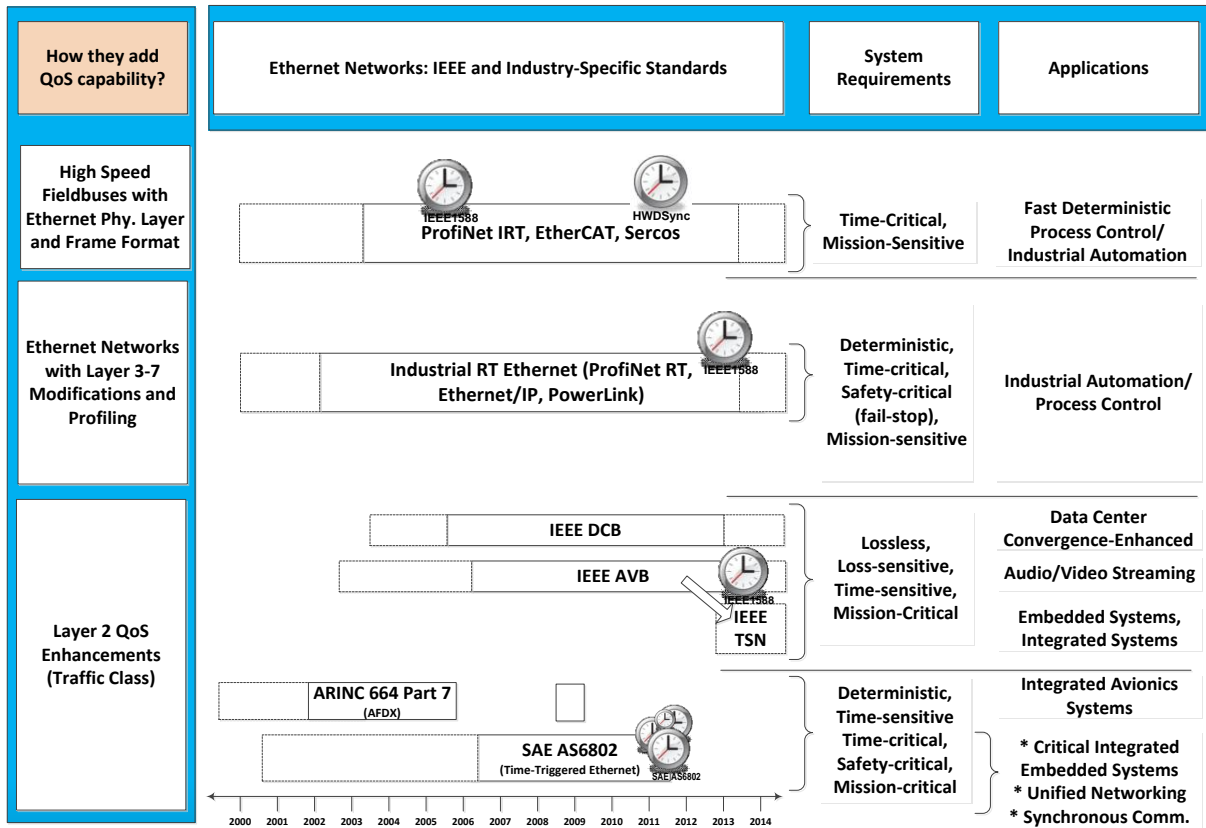 How they add
QoS capability?
Ethernet Networks: IEEE and Industry-Specific Standards
System
Requirements
Applications
High Speed
Fieldbuses with
Ethernet Phy. Layer
and Frame Format
IEEE1588
HWDSync
ProfiNet IRT, EtherCAT, Sercos
Time-Critical,
Mission-Sensitive
Fast Deterministic
Process Control/
Industrial Automation
Ethernet Networks
with Layer 3-7
Modifications and
Profiling
Industrial RT Ethernet (ProfiNet RT,
Ethernet/IP, PowerLink)
IEEE1588
Deterministic,
Time-critical,
Safety-critical
(fail-stop),
Mission-sensitive
Industrial Automation/
Process Control
Layer 2 QoS
Enhancements
(Traffic Class)
IEEE DCB
IEEE AVB
IEEE1588
IEEE
TSN
Lossless,
Loss-sensitive,
Time-sensitive,
Mission-Critical
Data Center
Convergence-Enhanced
Audio/Video Streaming
Embedded Systems,
Integrated Systems
ARINC 664 Part 7
(AFDX)
SAE AS6802
(Time-Triggered Ethernet)
SAE AS6802
Deterministic,
Time-sensitive
Time-critical,
Safety-critical,
Mission-critical
Integrated Avionics
Systems
* Critical Integrated
Embedded Systems
* Unified Networking
* Synchronous Comm.
2000 2001 2002 2003 2004 2005 2006 2007 2008 2009 2010 2011 2012 2013 2014